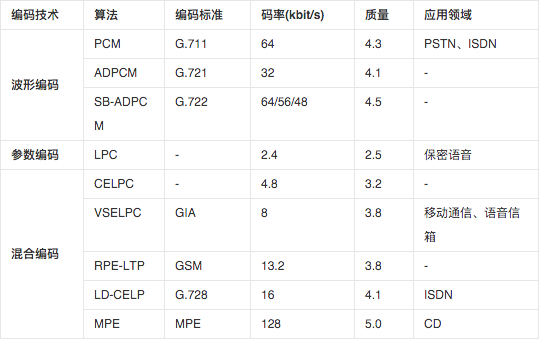 编码技术 算法 编码标准 码率(kbit/s) 质量 应用领域
波形编码 PCM G.711 64 4.3 PSTN、ISDN
ADPCM G.721 32 4.1 -
SB-ADPC
M G.722 64/56/48 4.5 -
参数编码 LPC - 2.4 2.5 保密语音
混合编码 CELPC - 4.8 3.2 -
VSELPC GIA 8 3.8 移动通信、语音信
箱
RPE-LTP GSM 13.2 3.8 -
LD-CELP G.728 16 4.1 ISDN
MPE MPE 128 5.0 CD